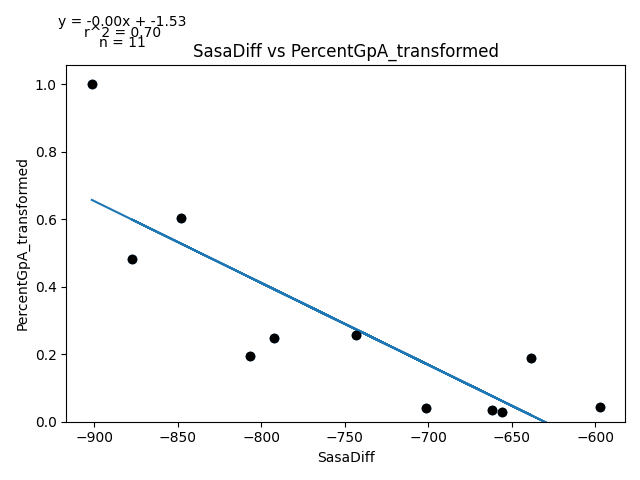 y = -0.00x + -1.53
r^2 = 0.70
n = 11
SasaDiff vs PercentGpA_transformed
PercentGpA_transformed
1.0
0.8
0.6
0.4
0.2
0.0
−900
−850
−800
−750
−700
−650
−600
SasaDiff